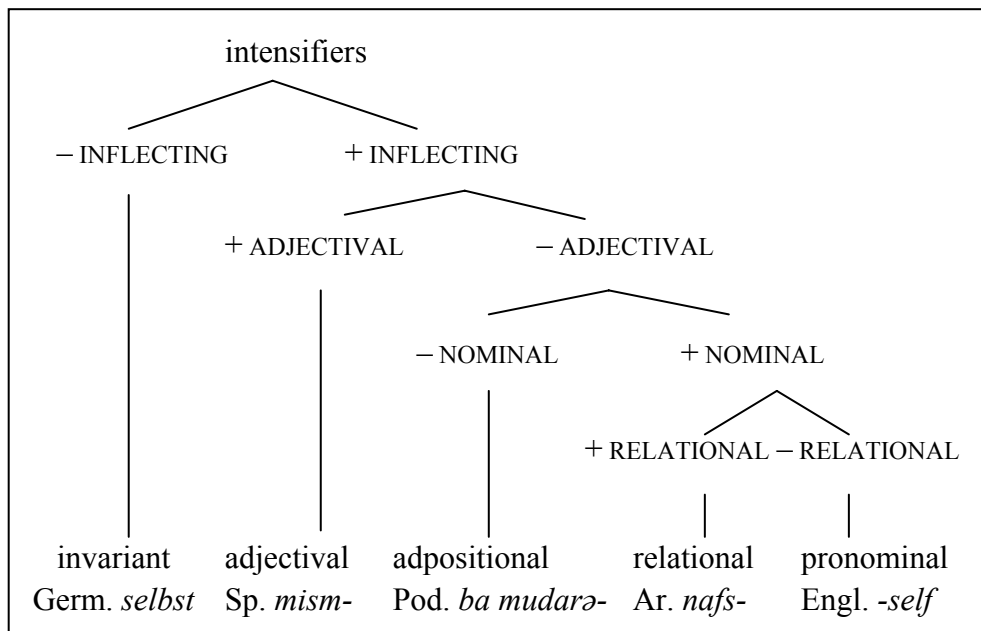 intensifiers
– INFLECTING + INFLECTING
+ ADJECTIVAL – ADJECTIVAL
– NOMINAL + NOMINAL
+ RELATIONAL – RELATIONAL
invariant adjectival adpositional relational pronominal
Germ. selbst Sp. mism- Pod. ba mudarə- Ar. nafs- Engl. -self